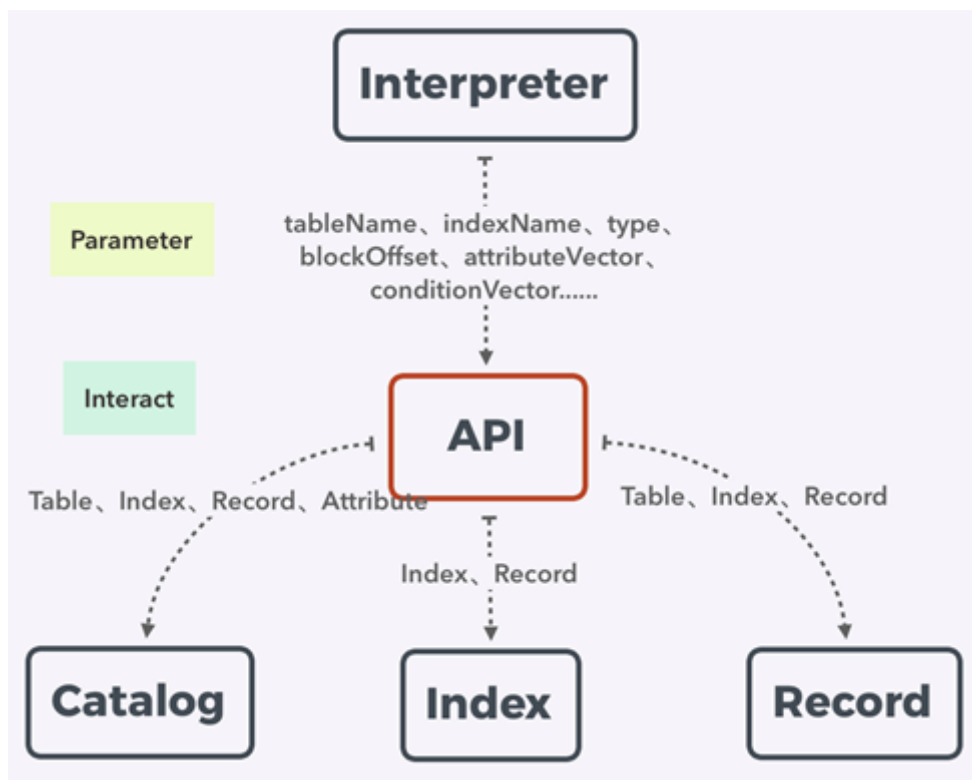 Interpreter
tableName、indexName、type、
blockOffset、attributeVector、
conditionVector......
Parameter
Interact
API
Table、Index、Record、Attribute
Table、Index、Record
Index、Record
Catalog
Index
Record